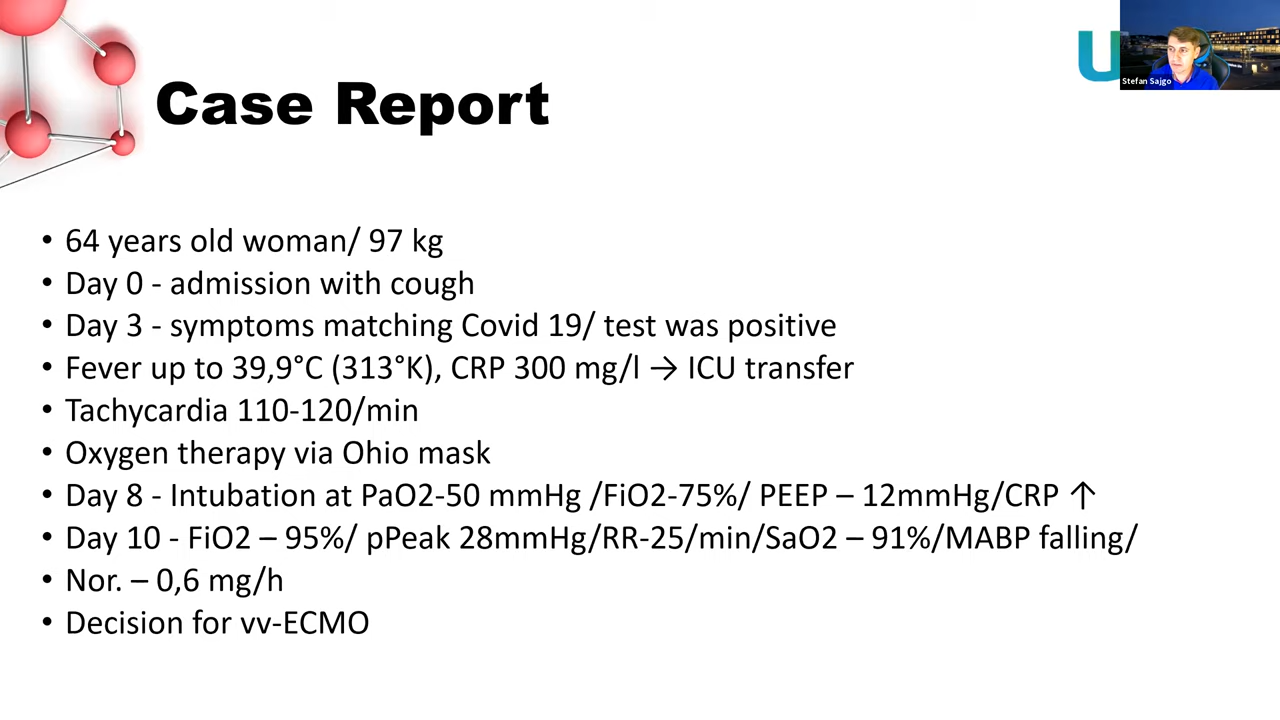 U
Stefan Sajgo
Case Report
• 64 years old woman/ 97 kg
• Day 0 - admission with cough
• Day 3 - symptoms matching Covid 19/ test was positive
• Fever up to 39,9°C (313°K), CRP 300 mg/l → ICU transfer
• Tachycardia 110-120/min
• Oxygen therapy via Ohio mask
• Day 8 - Intubation at PaO2-50 mmHg /FiO2-75%/ PEEP – 12mmHg/CRP ↑
• Day 10 - FiO2 – 95%/ pPeak 28mmHg/RR-25/min/SaO2 – 91%/MABP falling/
• Nor. – 0,6 mg/h
• Decision for vv-ECMO